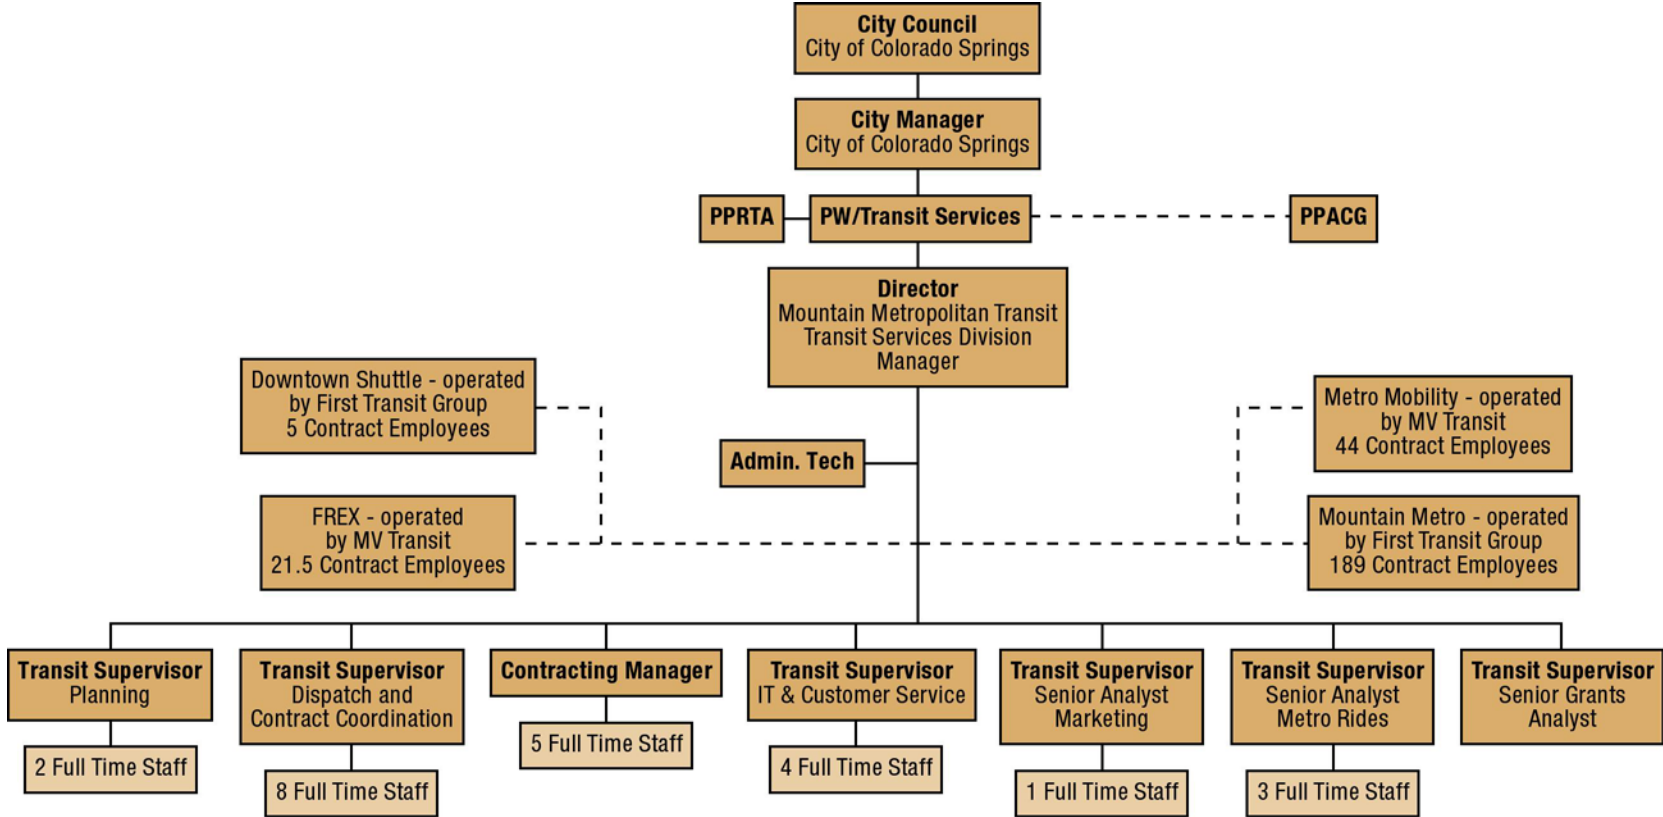 City Council
City of Colorado Springs
City Manager
City of Colorado Springs
PPRTA
PW/Transit Services
PPACG
Director
Mountain Metropolitan Transit
Transit Services Division
Manager
Downtown Shuttle - operated
by First Transit Group
5 Contract Employees
Metro Mobility - operated
by MV Transit
44 Contract Employees
Admin. Tech
FREX - operated
by MV Transit
21.5 Contract Employees
Mountain Metro - operated
by First Transit Group
189 Contract Employees
Transit Supervisor
Planning
2 Full Time Staff
Transit Supervisor
Dispatch and
Contract Coordination
8 Full Time Staff
Contracting Manager
5 Full Time Staff
Transit Supervisor
IT & Customer Service
4 Full Time Staff
Transit Supervisor
Senior Analyst
Marketing
1 Full Time Staff
Transit Supervisor
Senior Analyst
Metro Rides
3 Full Time Staff
Transit Supervisor
Senior Grants
Analyst